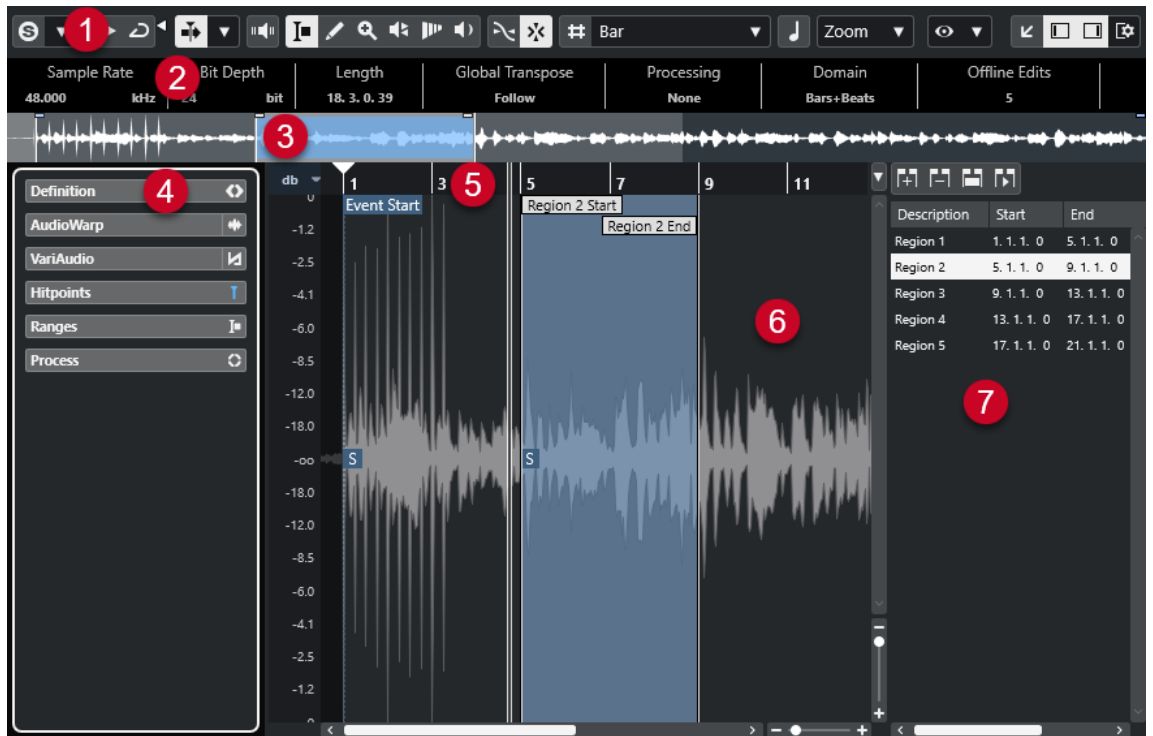 S 1 Bar Zoom
Sample Rate 2 Bit Depth Length Global Transpose Processing Domain Offline Edits
48.000 kHz 24 bit 18. 3. 0. 39 Follow None Bars+Beats 5
3
4
Definition
AudioWarp
VariAudio
Hitpoints
Ranges
Process
db 1 3 5 5 7 9 11
Event Start
Region 2 Start
Region 2 End
0
-1.2
-2.5
-4.1
-6.0
-8.5
-12.0
-18.0
-oo
-18.0
-12.0
-8.5
-6.0
-4.1
-2.5
-1.2
0
S S
6
Description Start End
Region 1 1. 1. 1. 0 5. 1. 1. 0
Region 2 5. 1. 1. 0 9. 1. 1. 0
Region 3 9. 1. 1. 0 13. 1. 1. 0
Region 4 13. 1. 1. 0 17. 1. 1. 0
Region 5 17. 1. 1. 0 21. 1. 1. 0
7